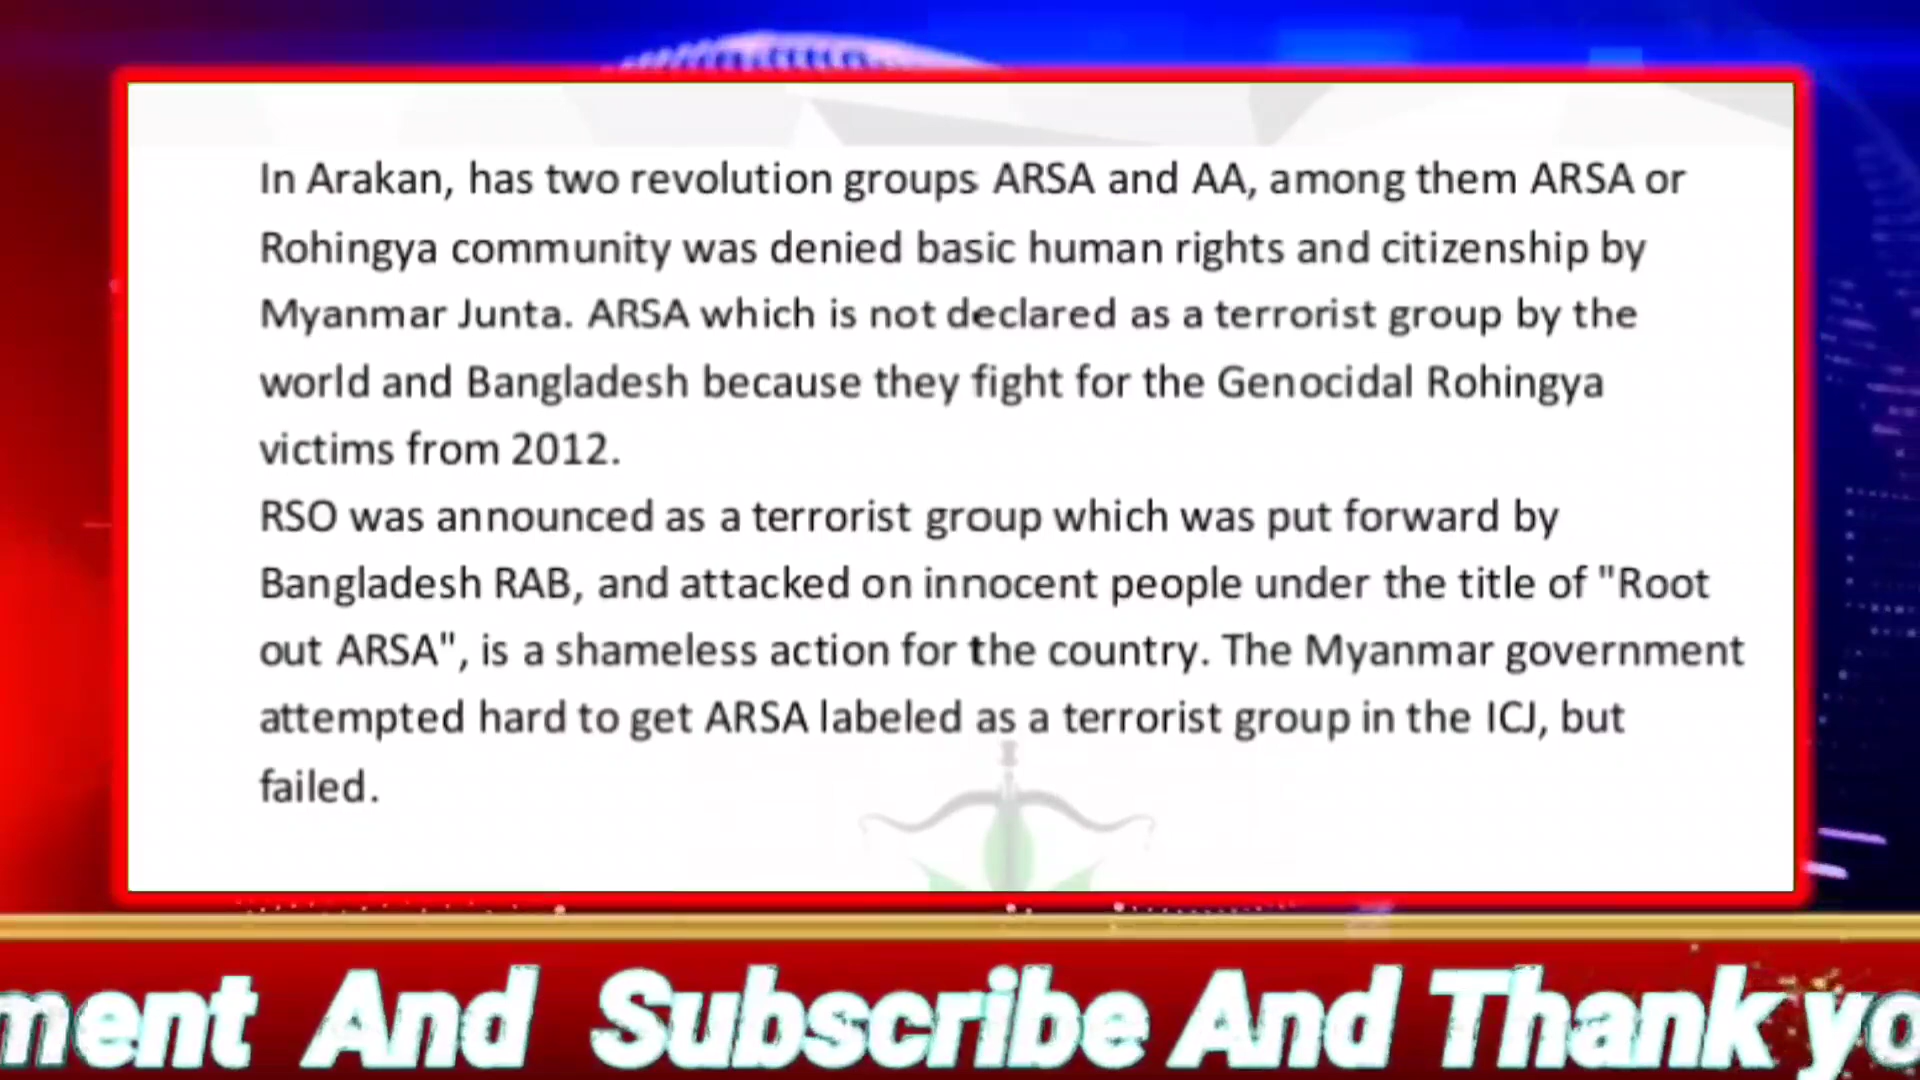 In Arakan, has two revolution groups ARSA and AA, among them ARSA or
Rohingya community was denied basic human rights and citizenship by
Myanmar Junta. ARSA which is not declared as a terrorist group by the
world and Bangladesh because they fight for the Genocidal Rohingya
victims from 2012.
RSO was announced as a terrorist group which was put forward by
Bangladesh RAB, and attacked on innocent people under the title of "Root
out ARSA", is a shameless action for the country. The Myanmar government
attempted hard to get ARSA labeled as a terrorist group in the ICJ, but
failed.
ment And Subscribe And Thank yo